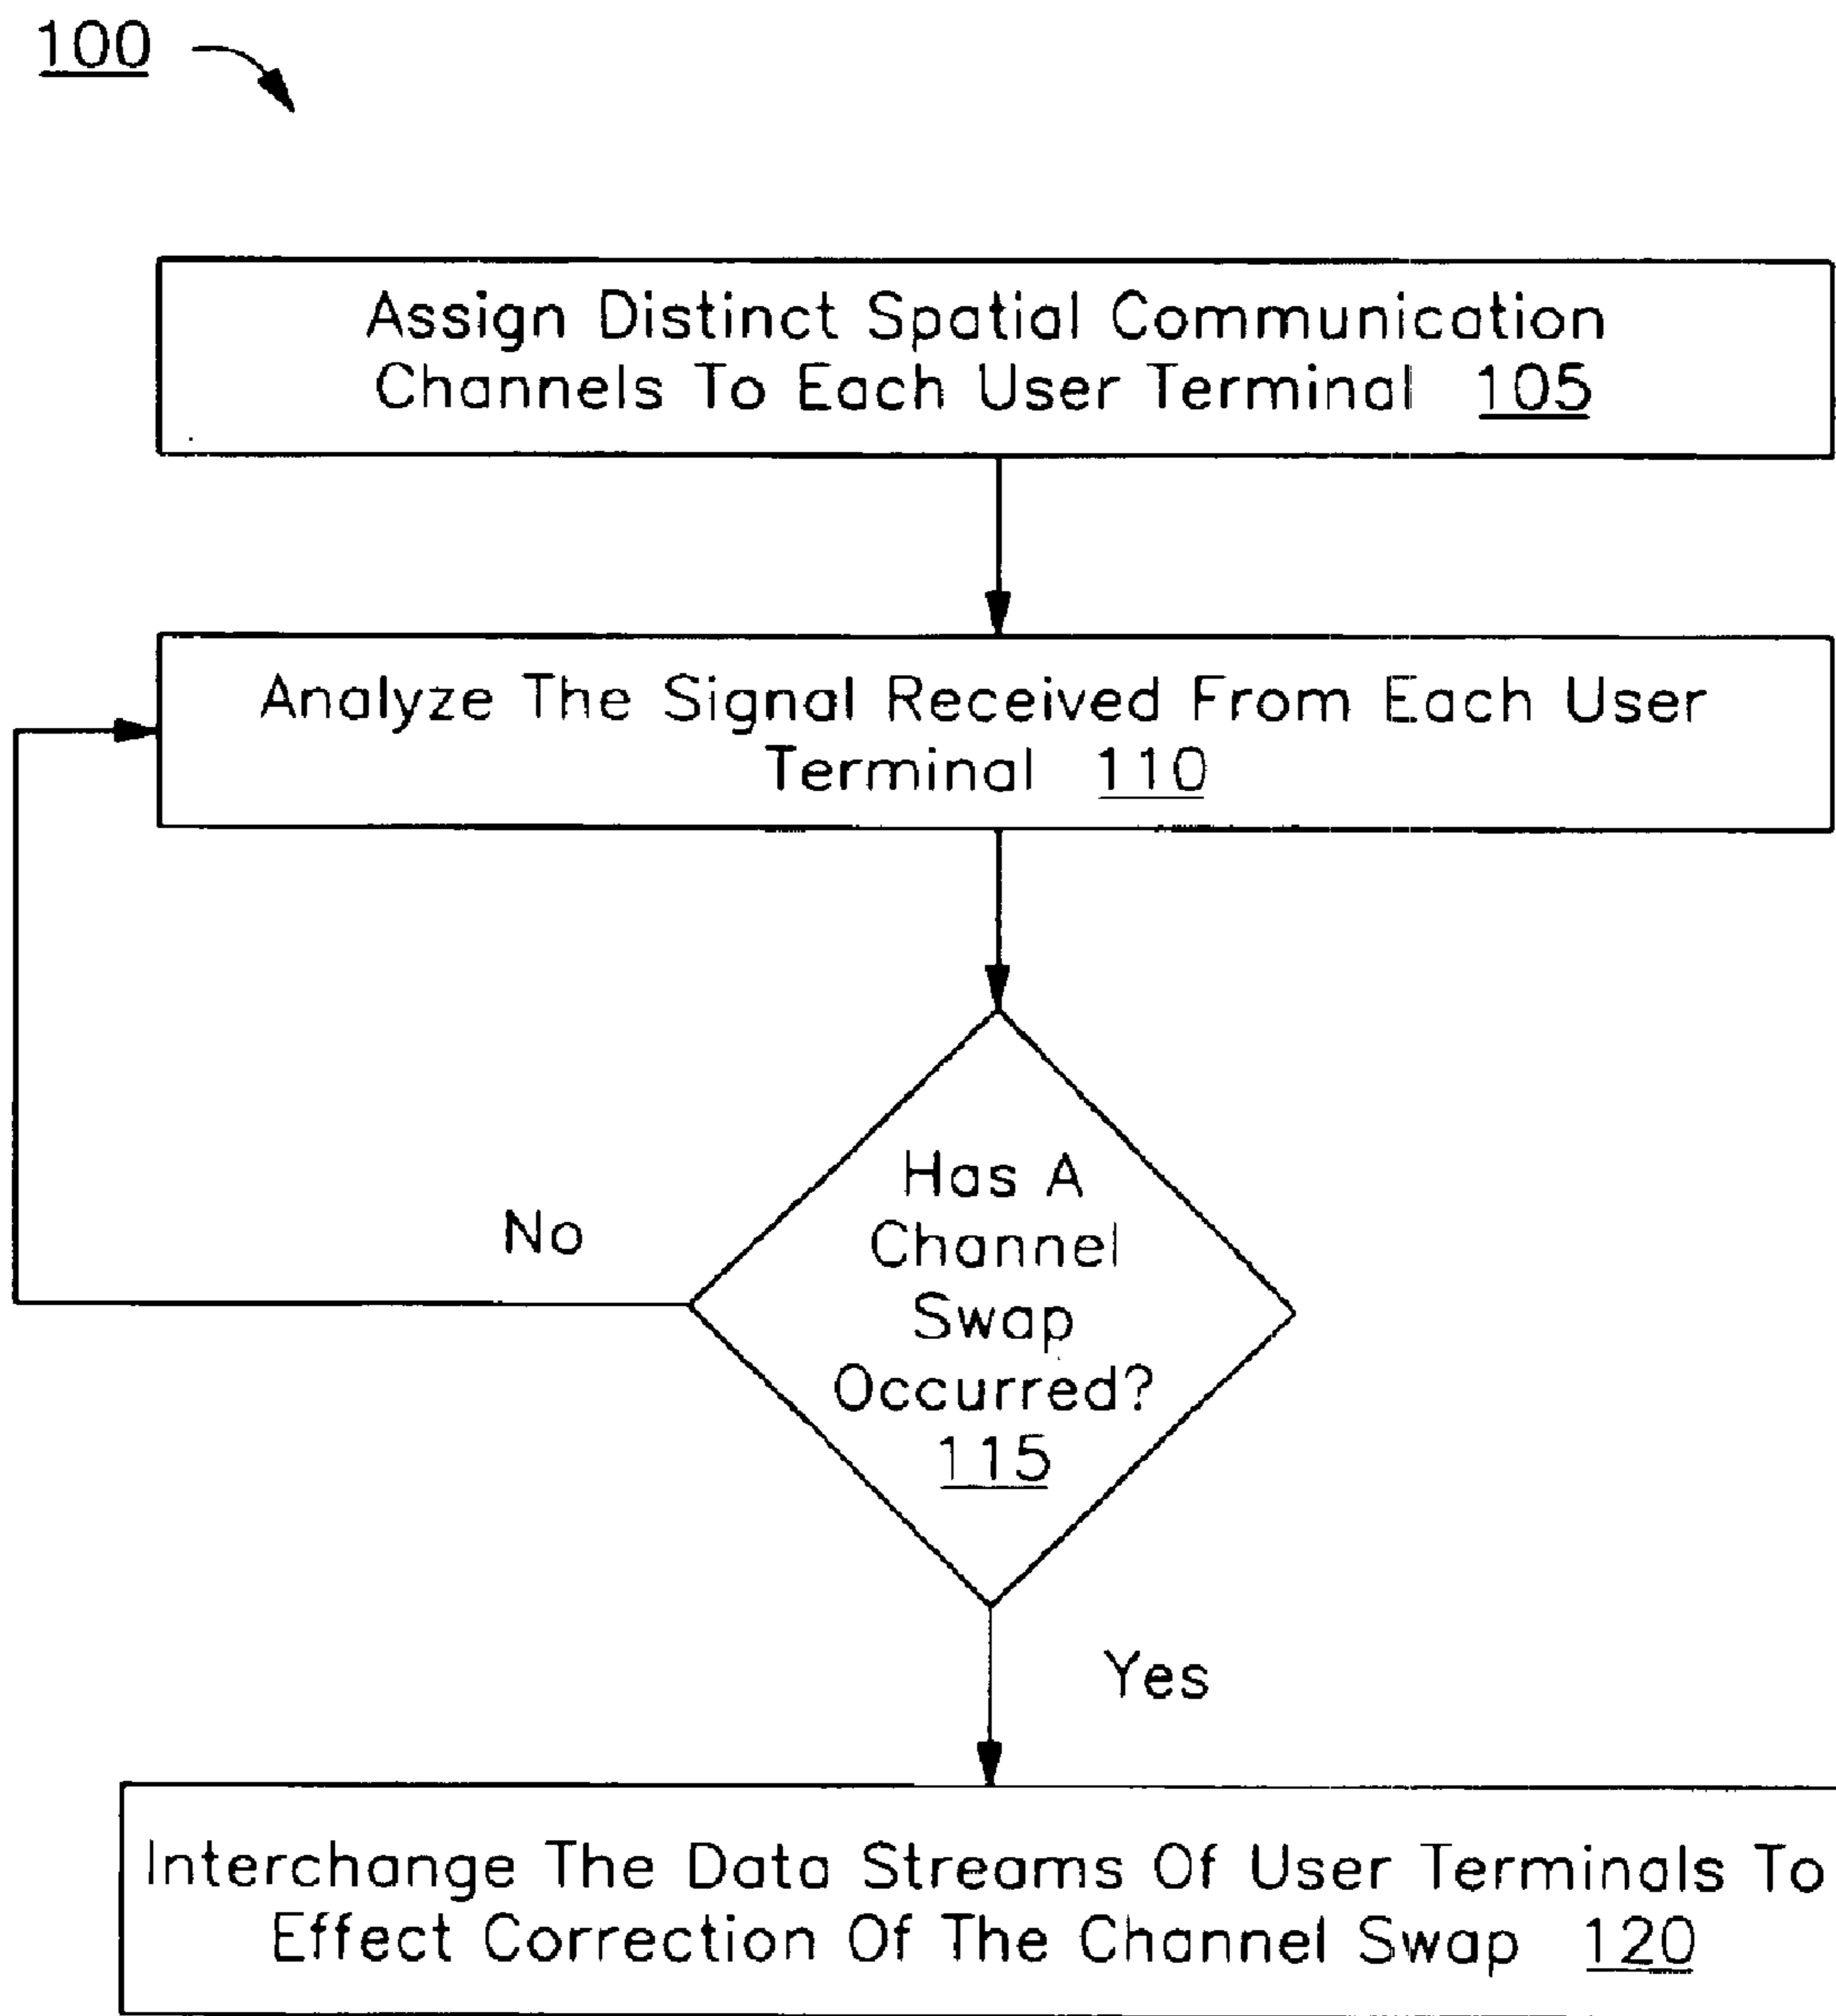 100
Assign Distinct Spatial Communication
Channels To Each User Terminal 105
Analyze The Signal Received From Each User
Terminal 110
Has A
Channel
Swap
Occurred?
115
No
Yes
Interchange The Data Streams Of User Terminals To
Effect Correction Of The Channel Swap 120